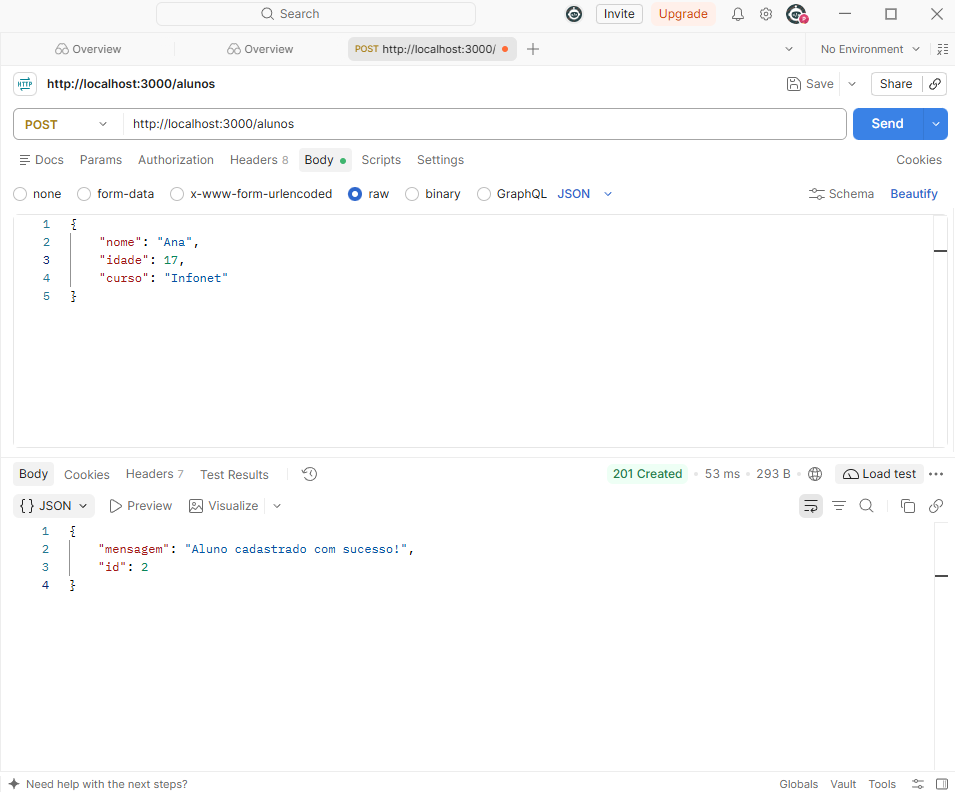 Search
Invite
Upgrade
Overview
Overview
POST http://localhost:3000/
No Environment
HTTP
http://localhost:3000/alunos
Save
Share
POST
http://localhost:3000/alunos
Send
Docs
Params
Authorization
Headers 8
Body
Scripts
Settings
Cookies
none
form-data
x-www-form-urlencoded
raw
binary
GraphQL
JSON
Schema
Beautify
1 {
2 "nome": "Ana",
3 "idade": 17,
4 "curso": "Infonet"
5 }
Body
Cookies
Headers 7
Test Results
201 Created
53 ms
293 B
Load test
{} JSON
Preview
Visualize
1 {
2 "mensagem": "Aluno cadastrado com sucesso!",
3 "id": 2
4 }
Need help with the next steps?
Globals
Vault
Tools